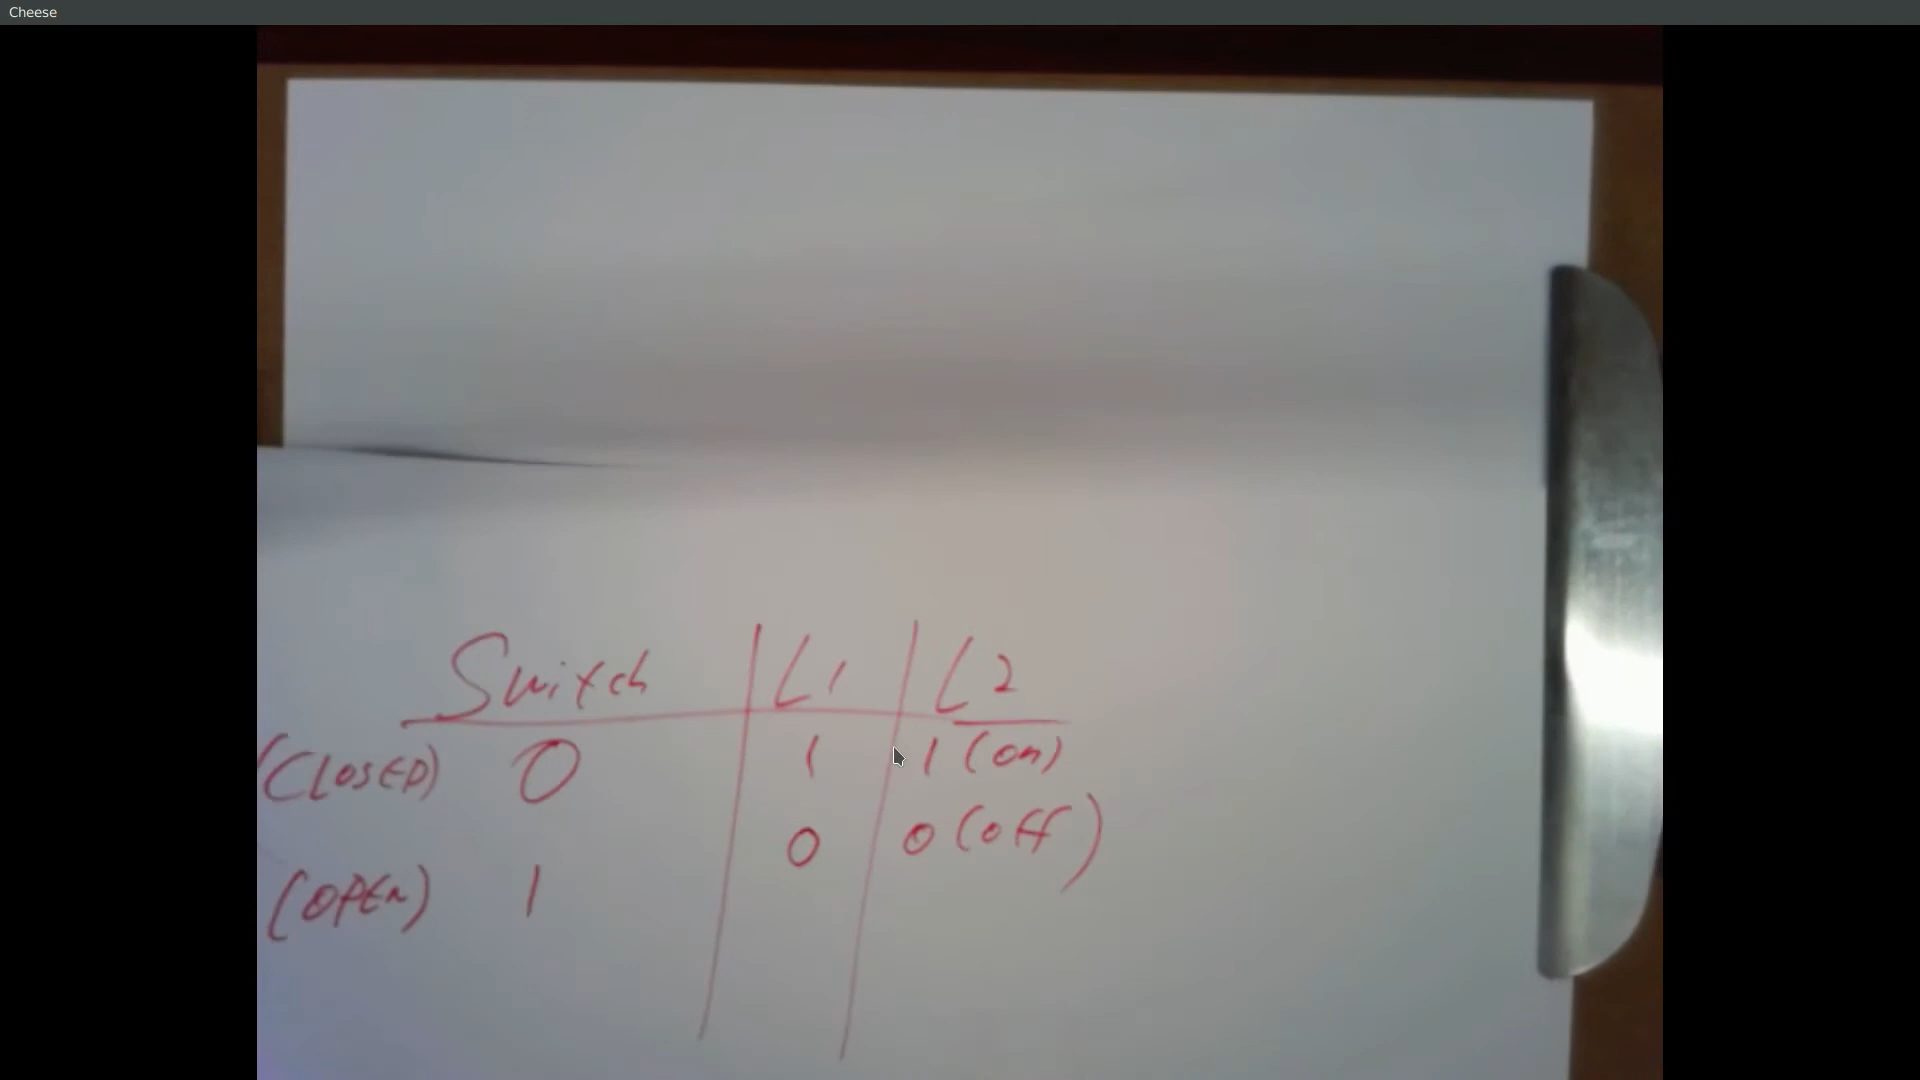 Cheese
Switch L1 L2
(CLOSED) 0 1 1 (on)
0 0 (off)
(OPEN) 1